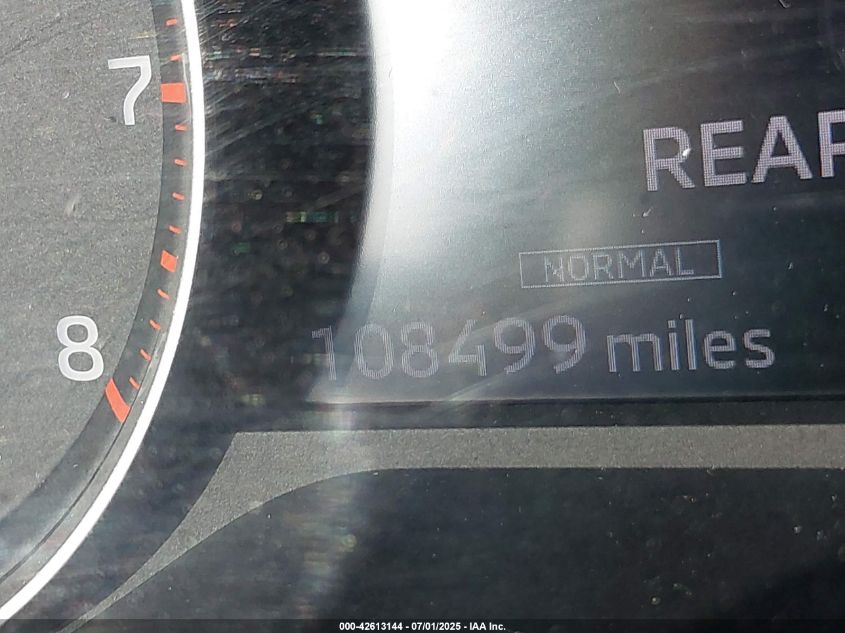 7
REAR
NORMAL
8
108499 miles
000-42613144 - 07/01/2025 - IAA Inc.